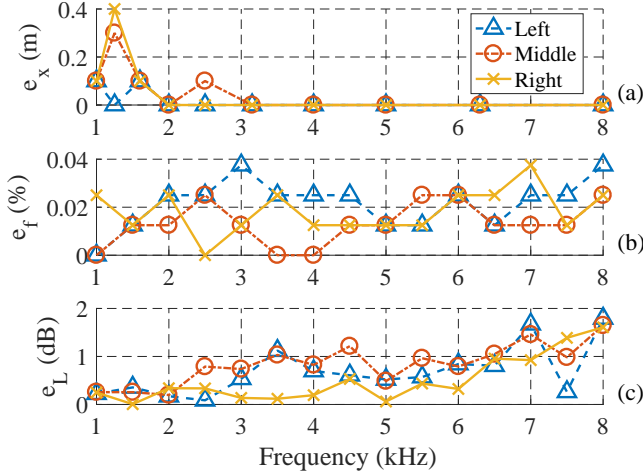 0.4
0.2
0
e_x (m)
Left
Middle
Right
1 2 3 4 5 6 7 8
(a)
0.04
0.02
0
e_f (%)
1 2 3 4 5 6 7 8
(b)
2
1
0
e_L (dB)
1 2 3 4 5 6 7 8
(c)
Frequency (kHz)